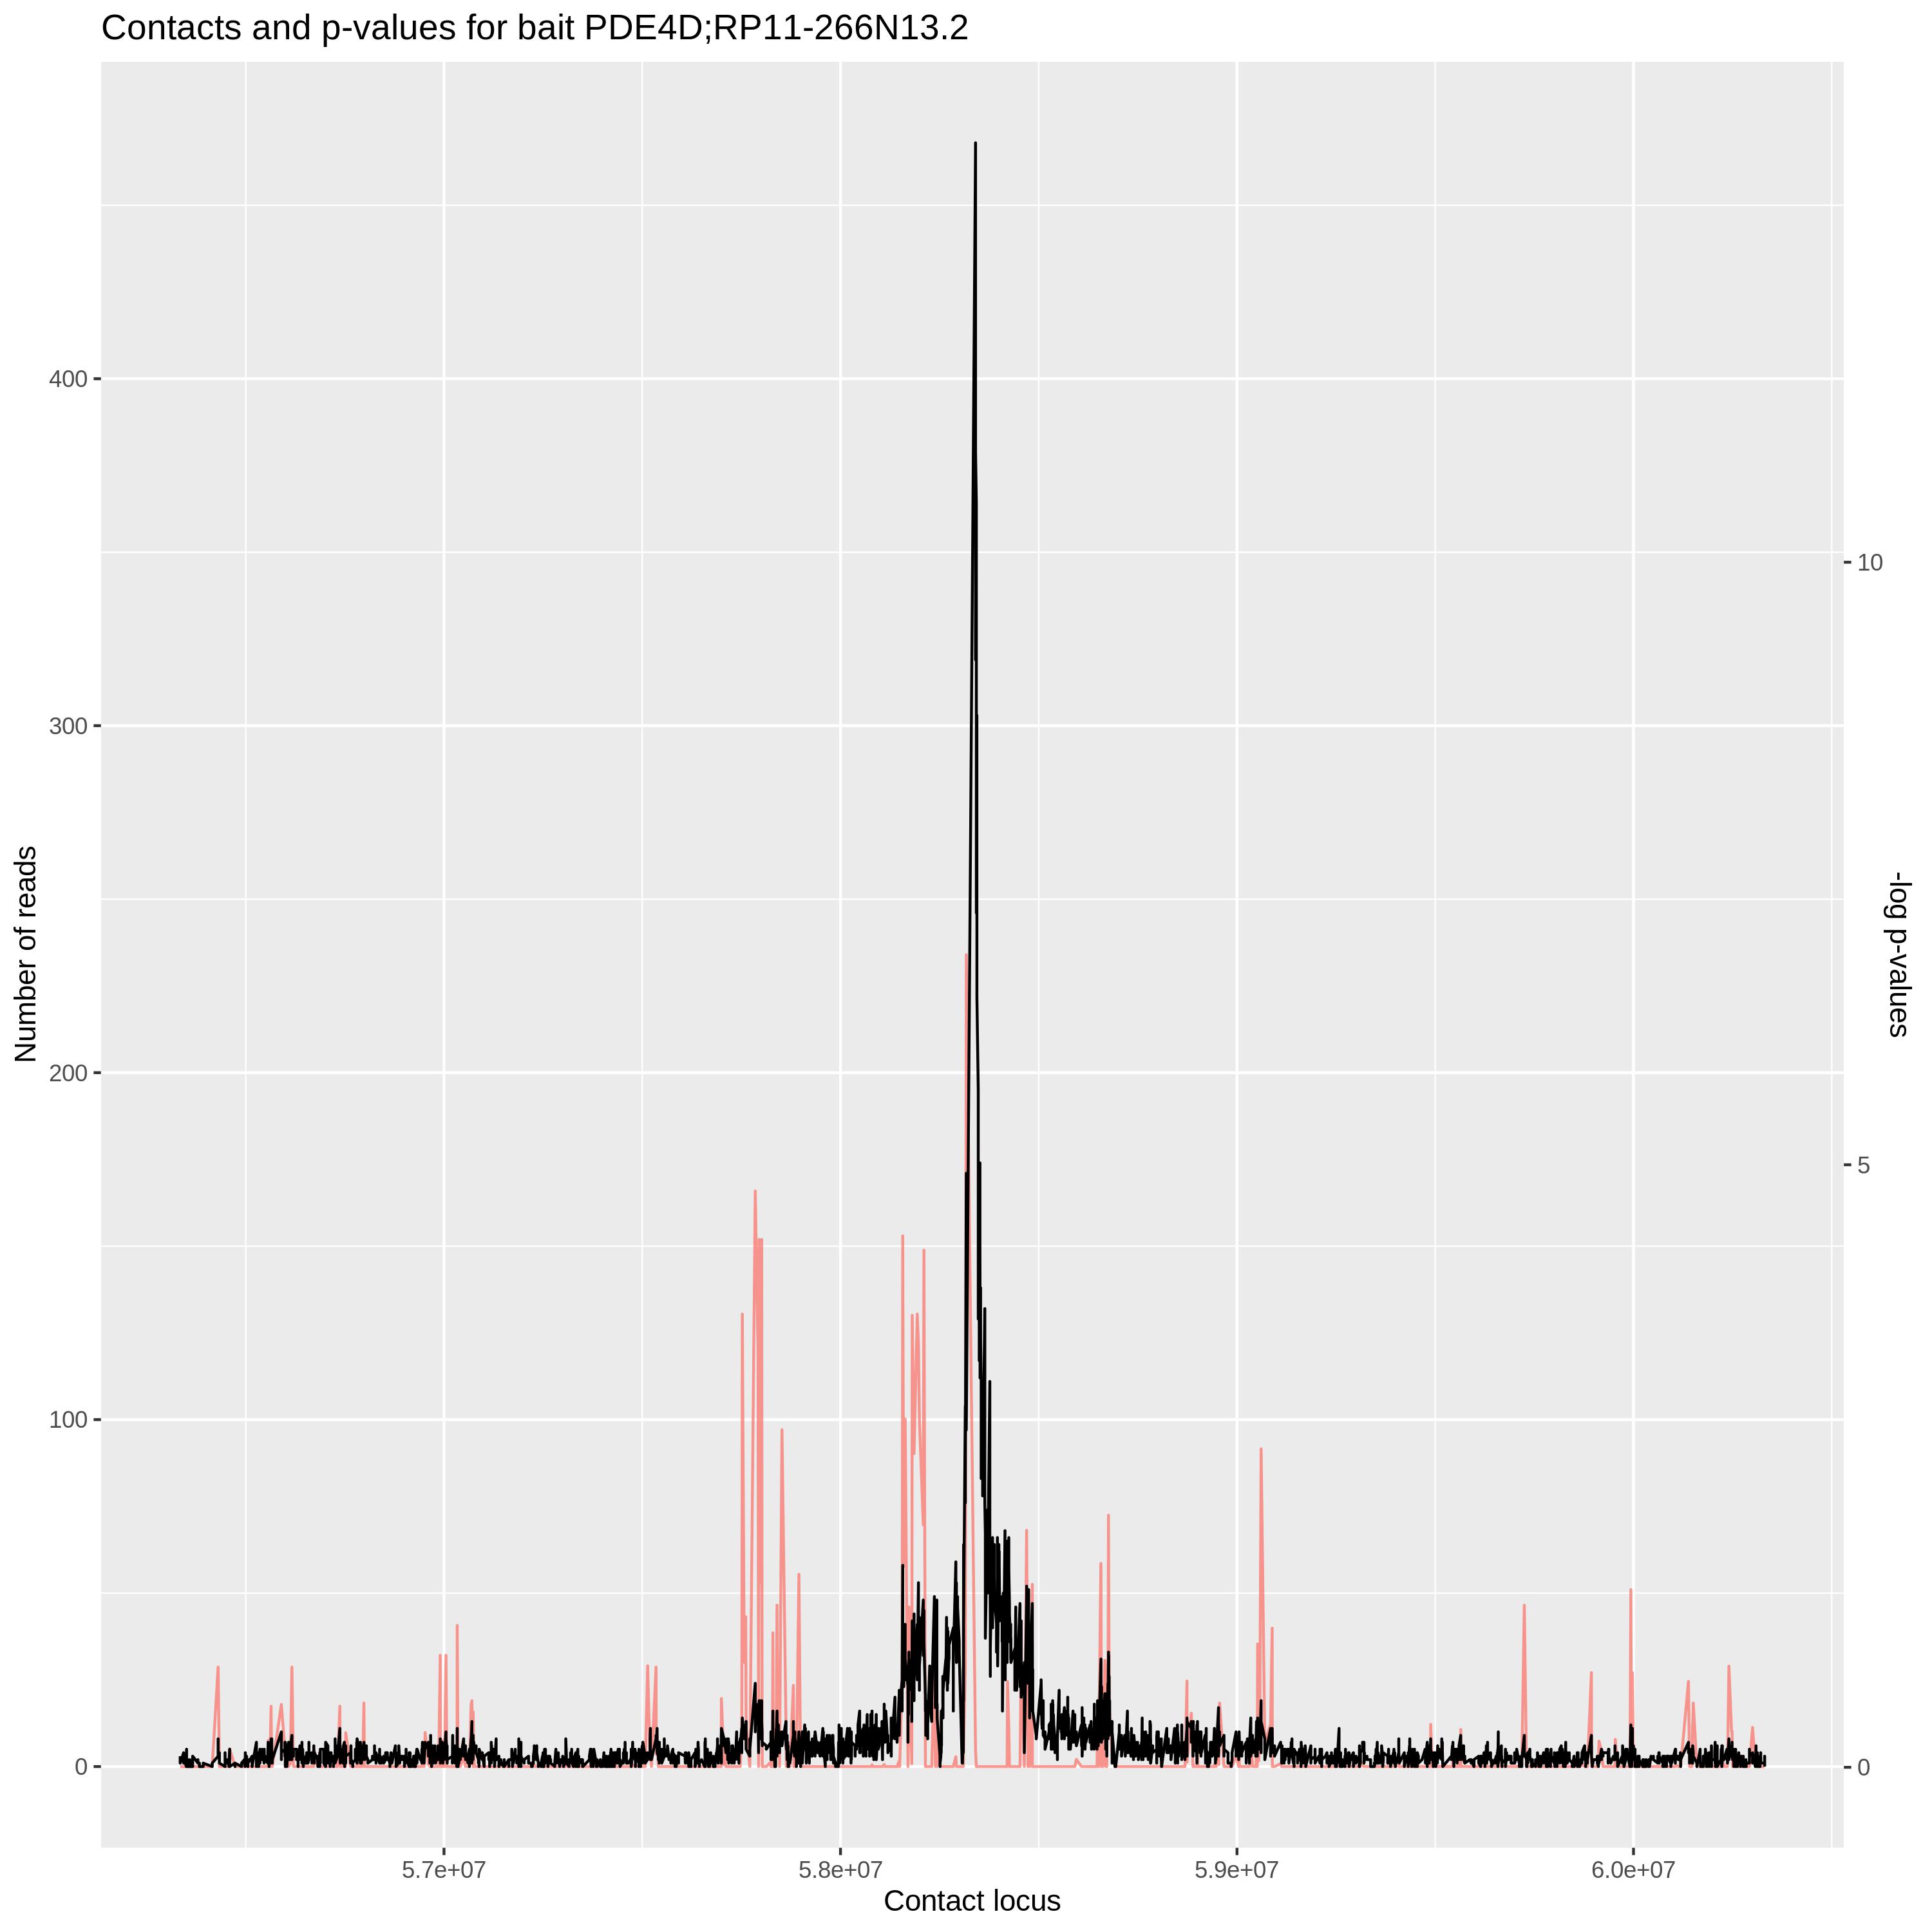 Contacts and p-values for bait PDE4D;RP11-266N13.2
400
300
200
100
0
Number of reads
10
5
0
-log p-values
5.7e+07
5.8e+07
5.9e+07
6.0e+07
Contact locus